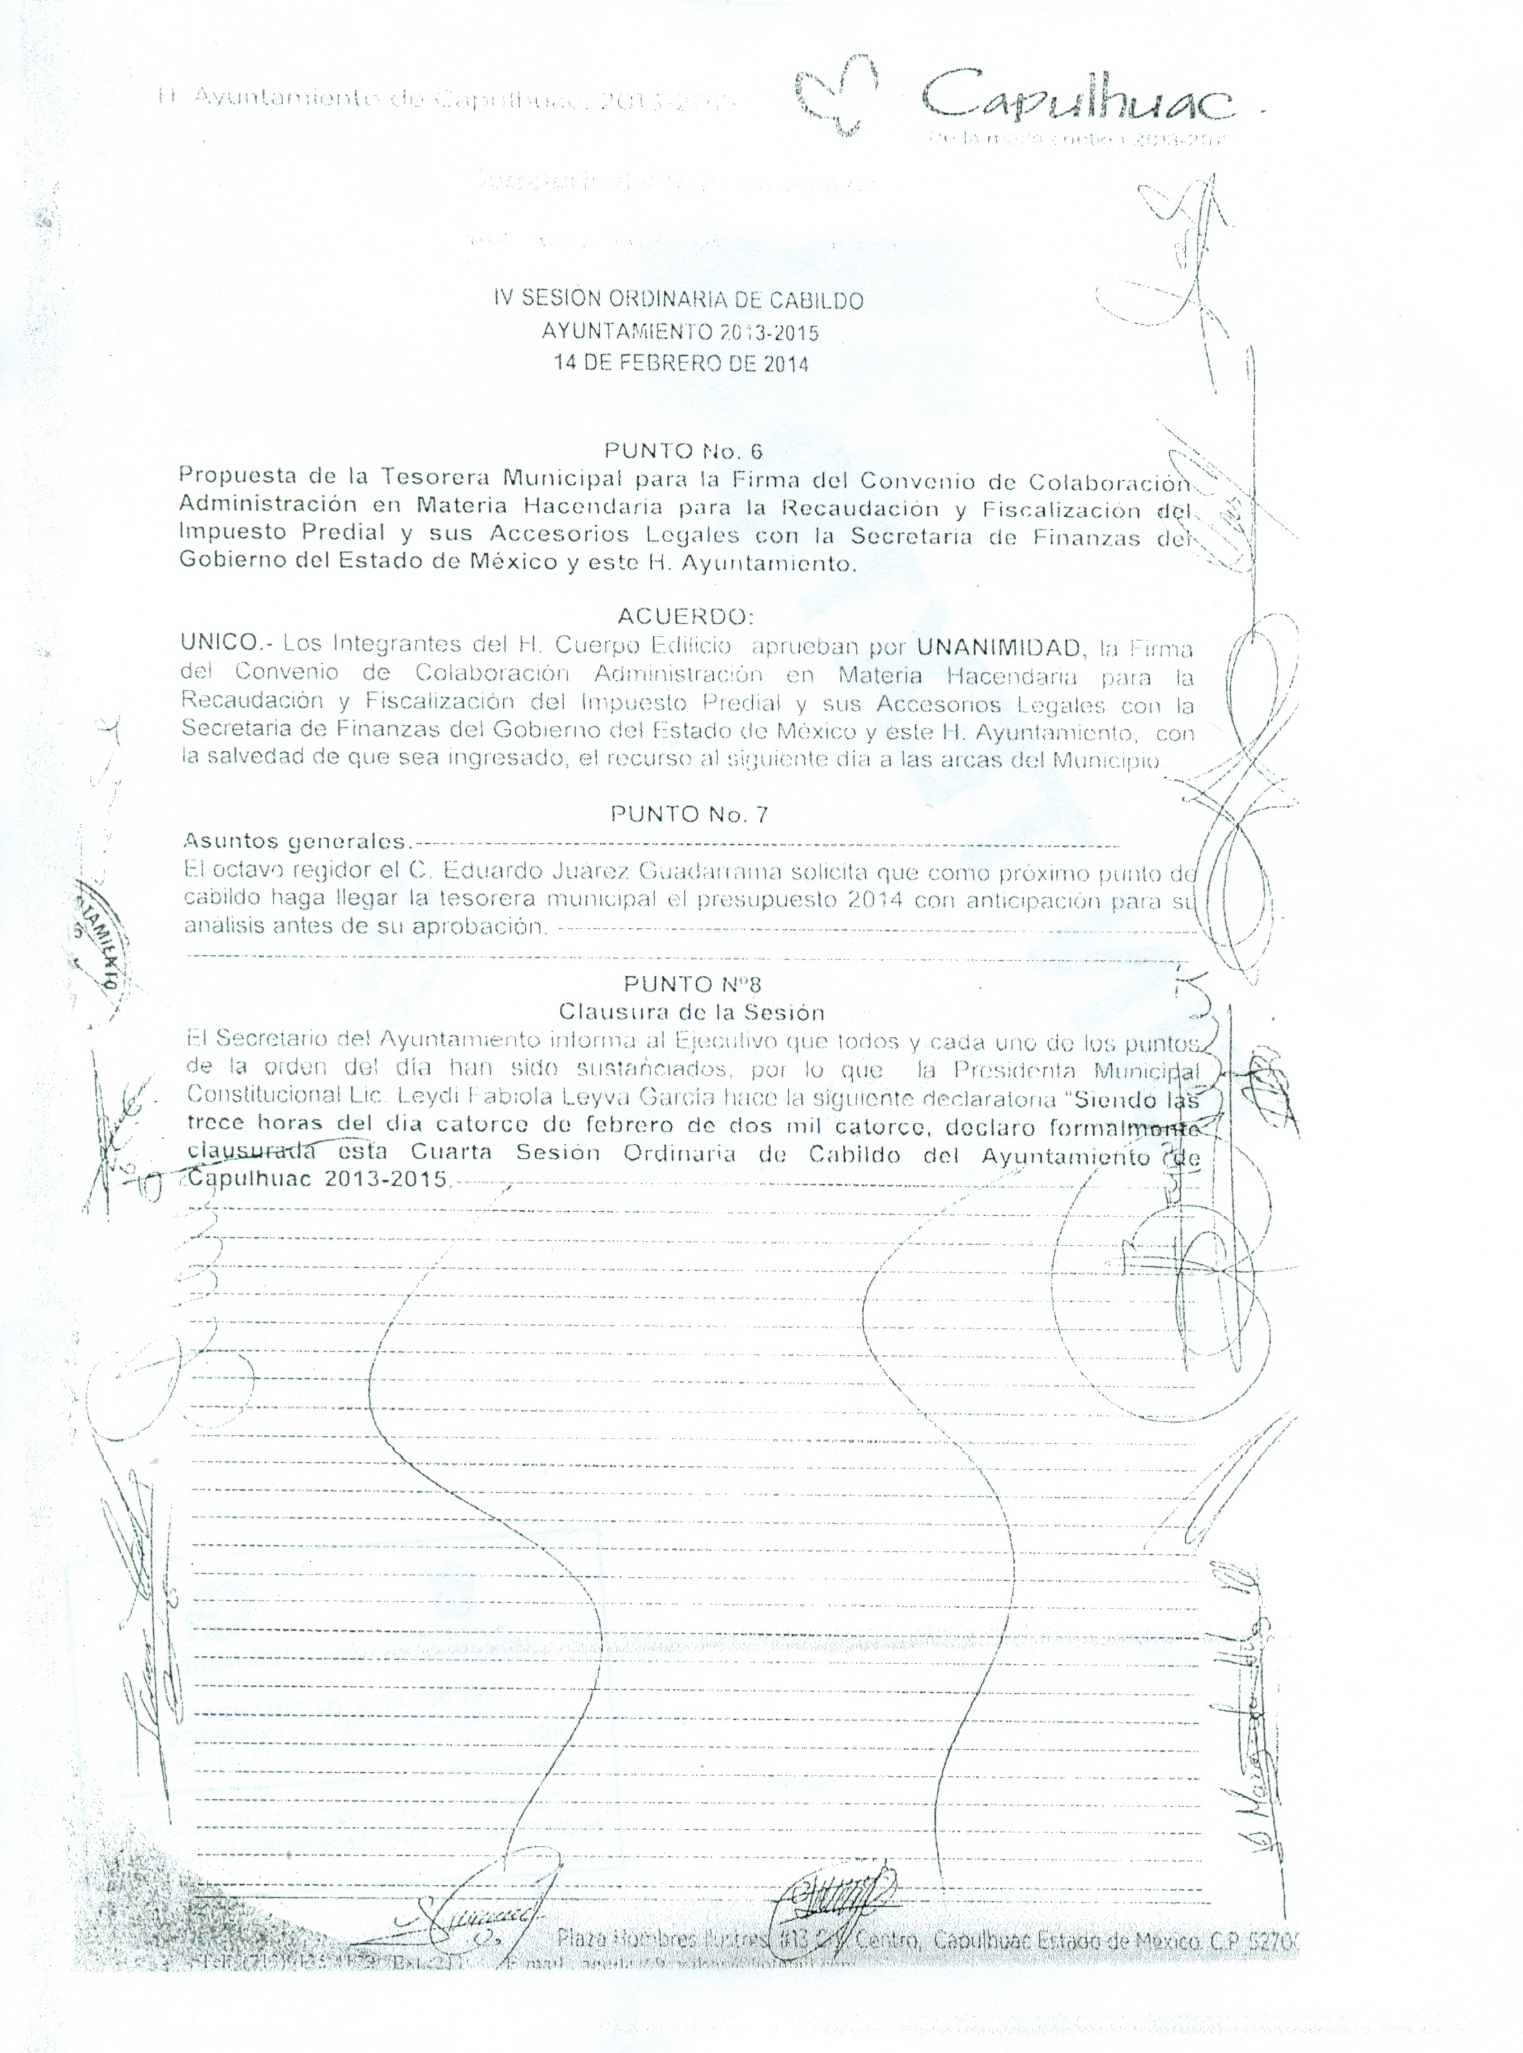 H. Ayuntamiento de Capulhuac, 2013-2015
Capulhuac
IV SESIÓN ORDINARIA DE CABILDO
AYUNTAMIENTO 2013-2015
14 DE FEBRERO DE 2014
PUNTO No. 6
Propuesta de la Tesorera Municipal para la Firma del Convenio de Colaboración
Administración en Materia Hacendaria para la Recaudación y Fiscalización del
Impuesto Predial y sus Accesorios Legales con la Secretaria de Finanzas del
Gobierno del Estado de México y este H. Ayuntamiento.
ACUERDO:
UNICO.- Los Integrantes del H. Cuerpo Edilicio aprueban por UNANIMIDAD, la Firma
del Convenio de Colaboración Administración en Materia Hacendaria para la
Recaudación y Fiscalización del Impuesto Predial y sus Accesorios Legales con la
Secretaria de Finanzas del Gobierno del Estado de México y este H. Ayuntamiento, con
la salvedad de que sea ingresado, el recurso al siguiente día a las arcas del Municipio.
PUNTO No. 7
Asuntos generales.
El octavo regidor el C. Eduardo Juárez Guadarrama solicita que como próximo punto de
cabildo haga llegar la tesorera municipal el presupuesto 2014 con anticipación para su
análisis antes de su aprobación.
PUNTO Nº8
Clausura de la Sesión
El Secretario del Ayuntamiento informa al Ejecutivo que todos y cada uno de los puntos
de la orden del día han sido sustanciados, por lo que la Presidenta Municipal
Constitucional Lic. Leydi Fabiola Leyva García hace la siguiente declaratoria "Siendo las
trece horas del día catorce de febrero de dos mil catorce, declaro formalmente
clausurada esta Cuarta Sesión Ordinaria de Cabildo del Ayuntamiento de
Capulhuac 2013-2015.
Plaza Hombres Ilustres #13 Col. Centro, Capulhuac Estado de México. C.P. 52700